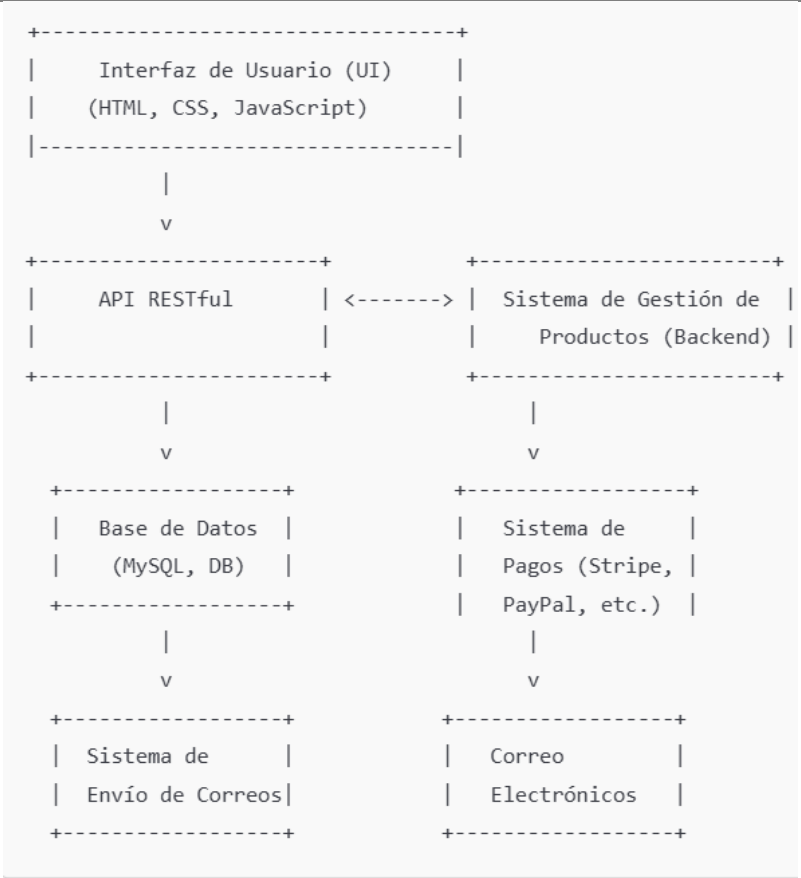 +----------------------------------+
|     Interfaz de Usuario (UI)     |
|    (HTML, CSS, JavaScript)       |
|----------------------------------|
           |
           v
+-----------------------+           +------------------------+
|     API RESTful       | <-------> |  Sistema de Gestión de  |
|                       |           |     Productos (Backend) |
+-----------------------+           +------------------------+
           |                             |
           v                             v
  +------------------+             +------------------+
  |   Base de Datos  |             |   Sistema de     |
  |    (MySQL, DB)   |             |   Pagos (Stripe, |
  +------------------+             |   PayPal, etc.)  |
           |                             |
           v                             v
  +------------------+            +------------------+
  |  Sistema de      |            |   Correo         |
  |  Envío de Correos|            |   Electrónicos   |
  +------------------+            +------------------+